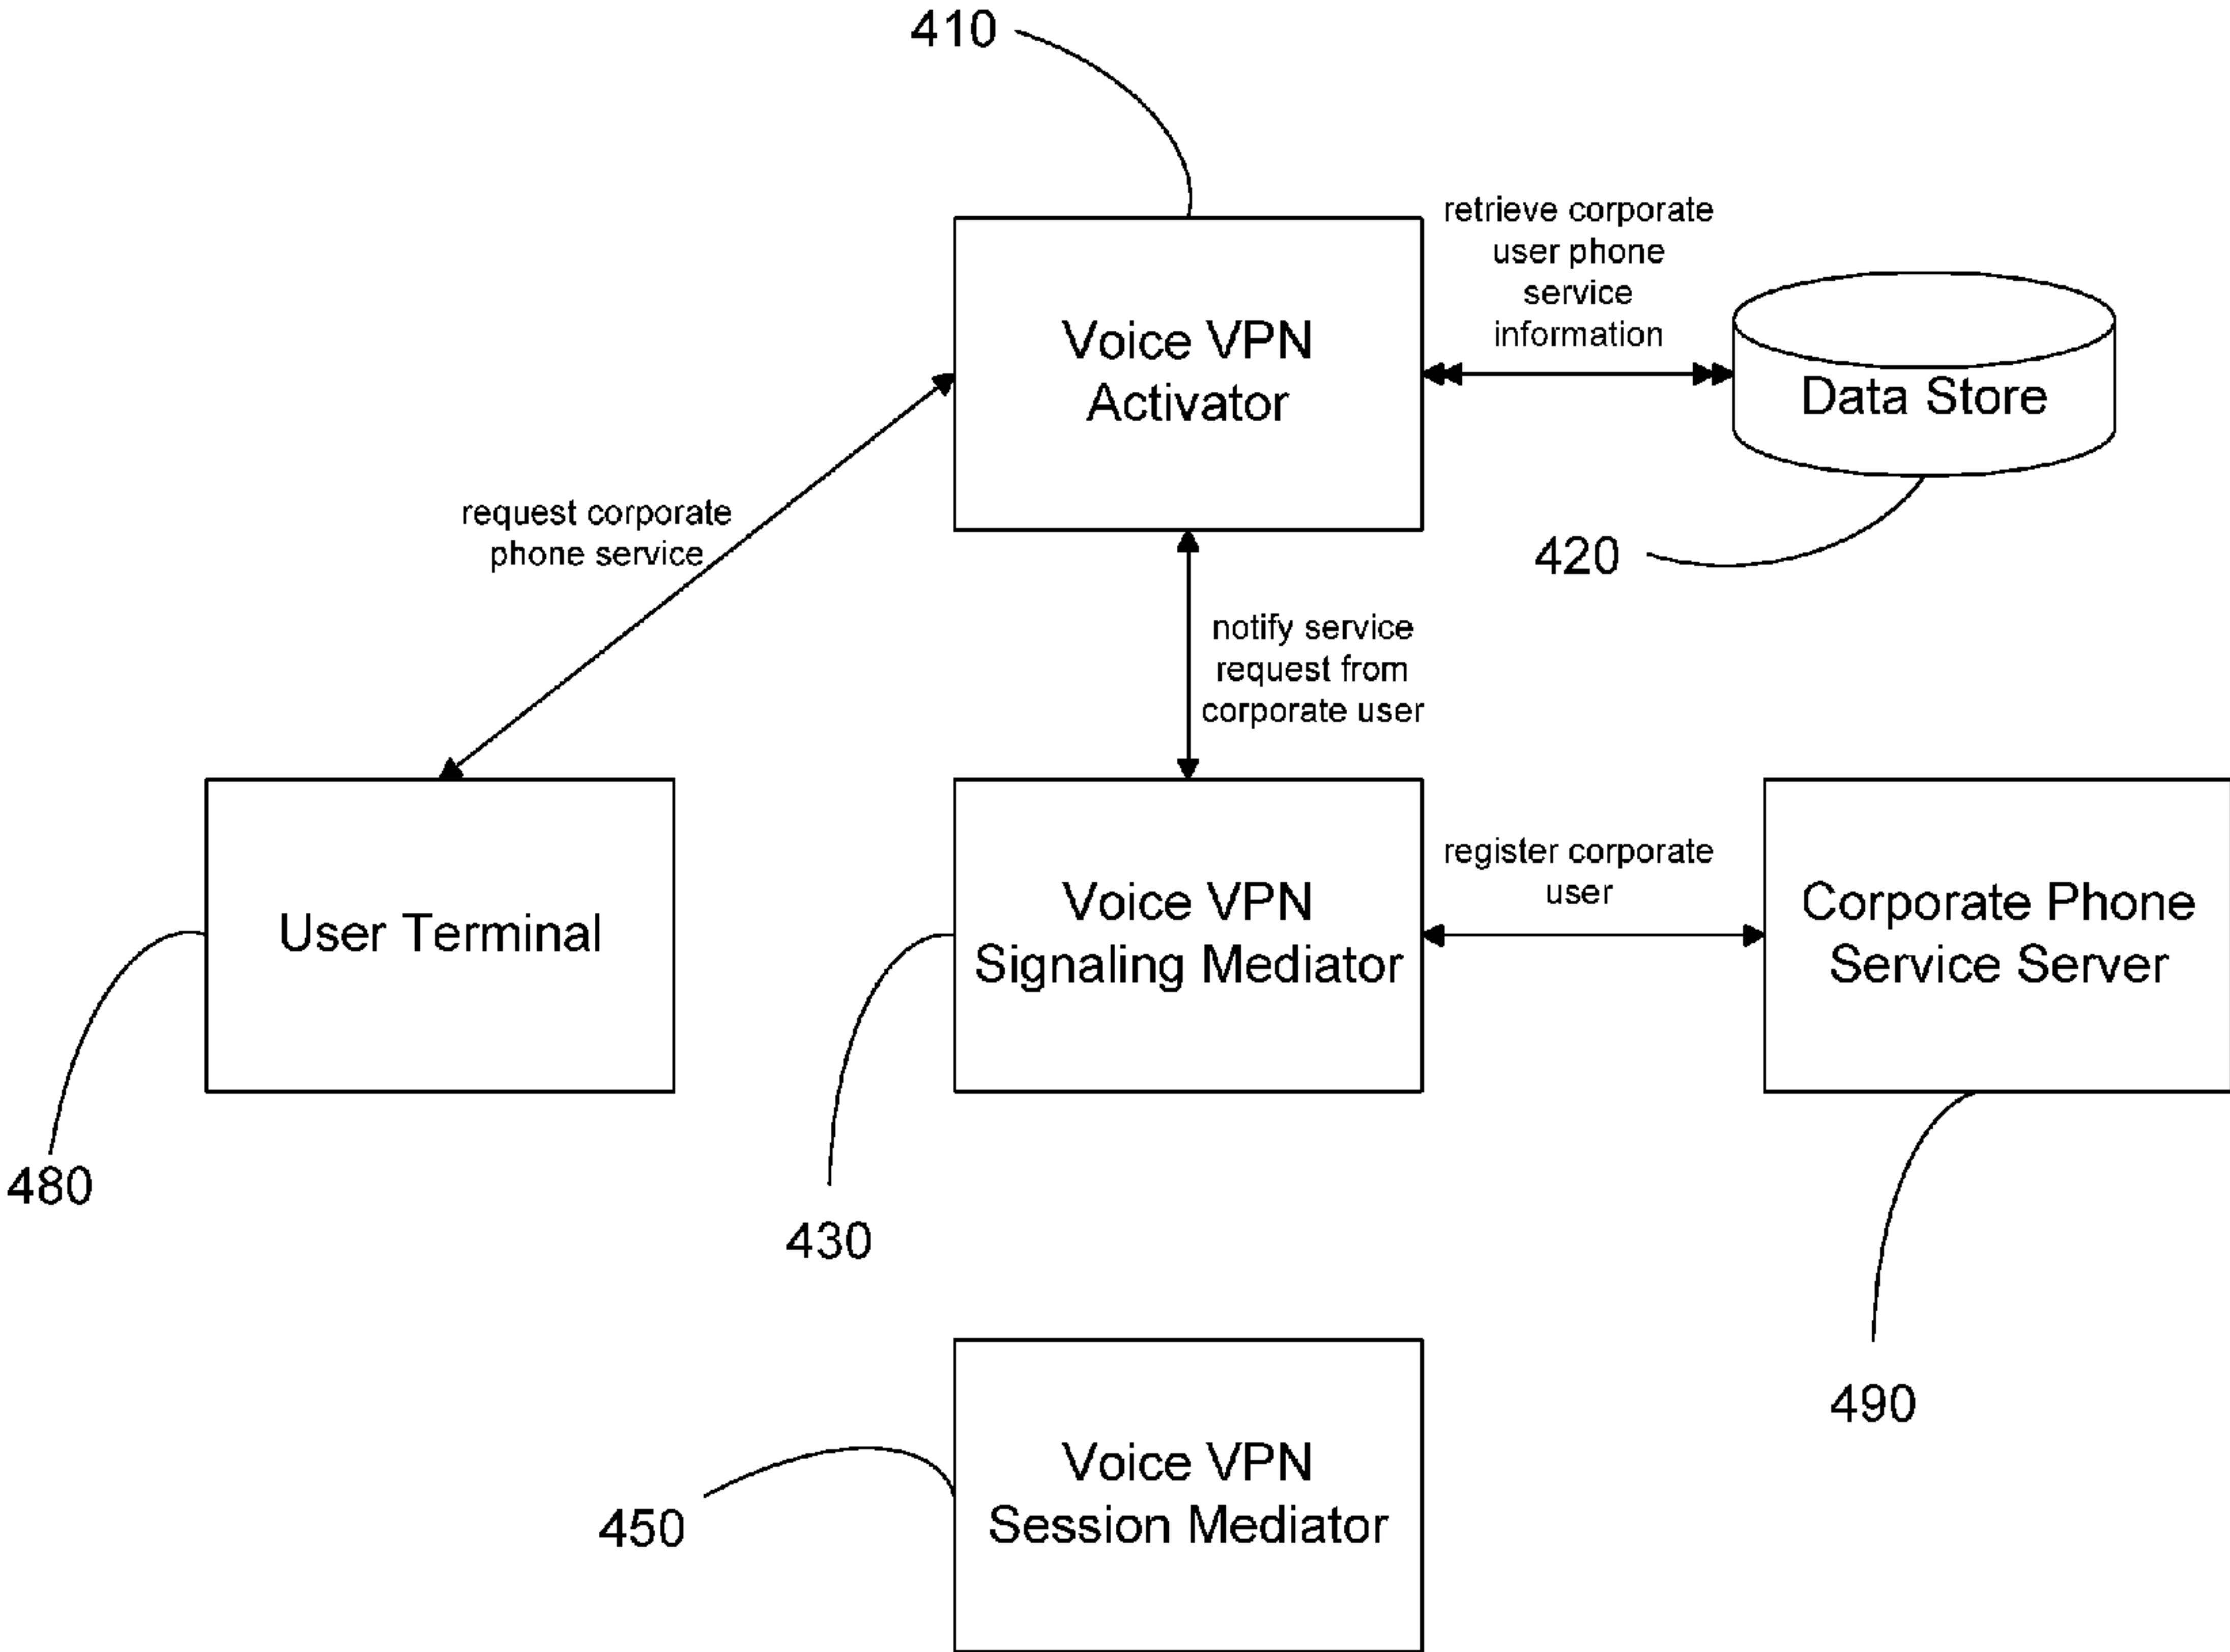 410
retrieve corporate
user phone
service
information
Voice VPN
Activator
Data Store
request corporate
phone service
420
notify service
request from
corporate user
User Terminal
Voice VPN
Signaling Mediator
register corporate
user
Corporate Phone
Service Server
480
430
490
Voice VPN
Session Mediator
450